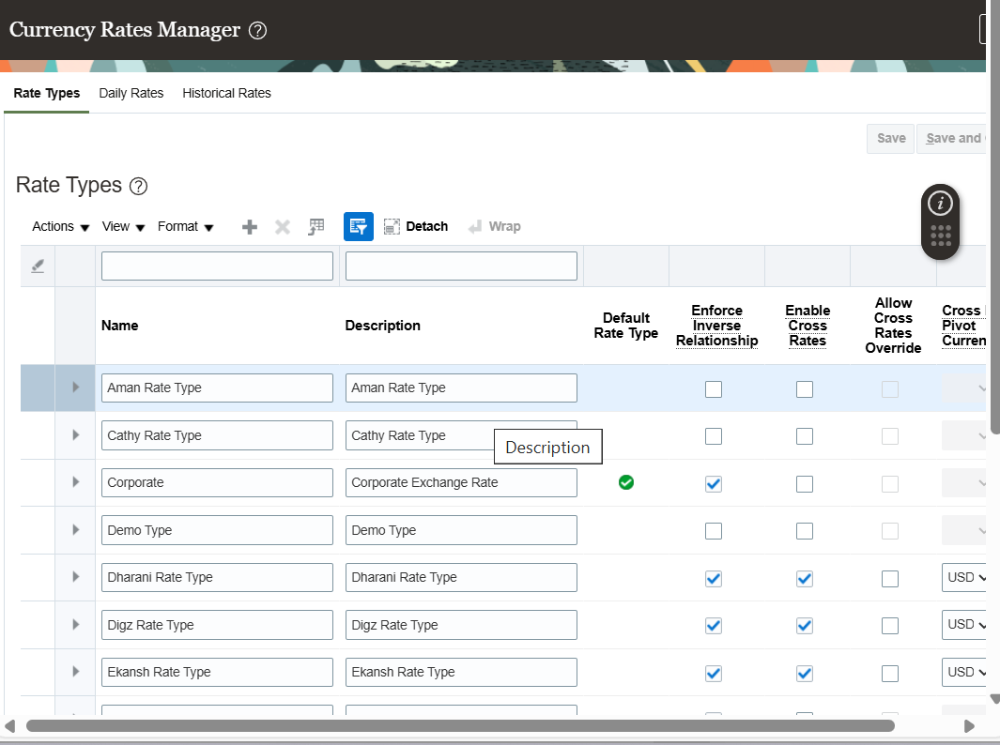 Currency Rates Manager
Rate Types Daily Rates Historical Rates
Save Save and
Rate Types
Actions View Format Detach Wrap
Name Description Default Rate Type Enforce Inverse Relationship Enable Cross Rates Allow Cross Rates Override Cross Pivot Curren
Aman Rate Type Aman Rate Type
Cathy Rate Type Cathy Rate Type
Description
Corporate Corporate Exchange Rate
Demo Type Demo Type
Dharani Rate Type Dharani Rate Type USD
Digz Rate Type Digz Rate Type USD
Ekansh Rate Type Ekansh Rate Type USD